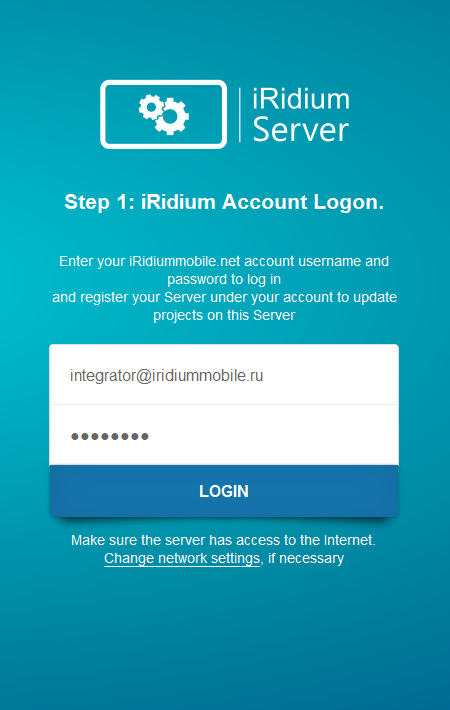 iRidium
Server
Step 1: iRidium Account Logon.
Enter your iRidiummobile.net account username and
password to log in
and register your Server under your account to update
projects on this Server
integrator@iridiummobile.ru
●●●●●●●●
LOGIN
Make sure the server has access to the Internet.
Change network settings, if necessary